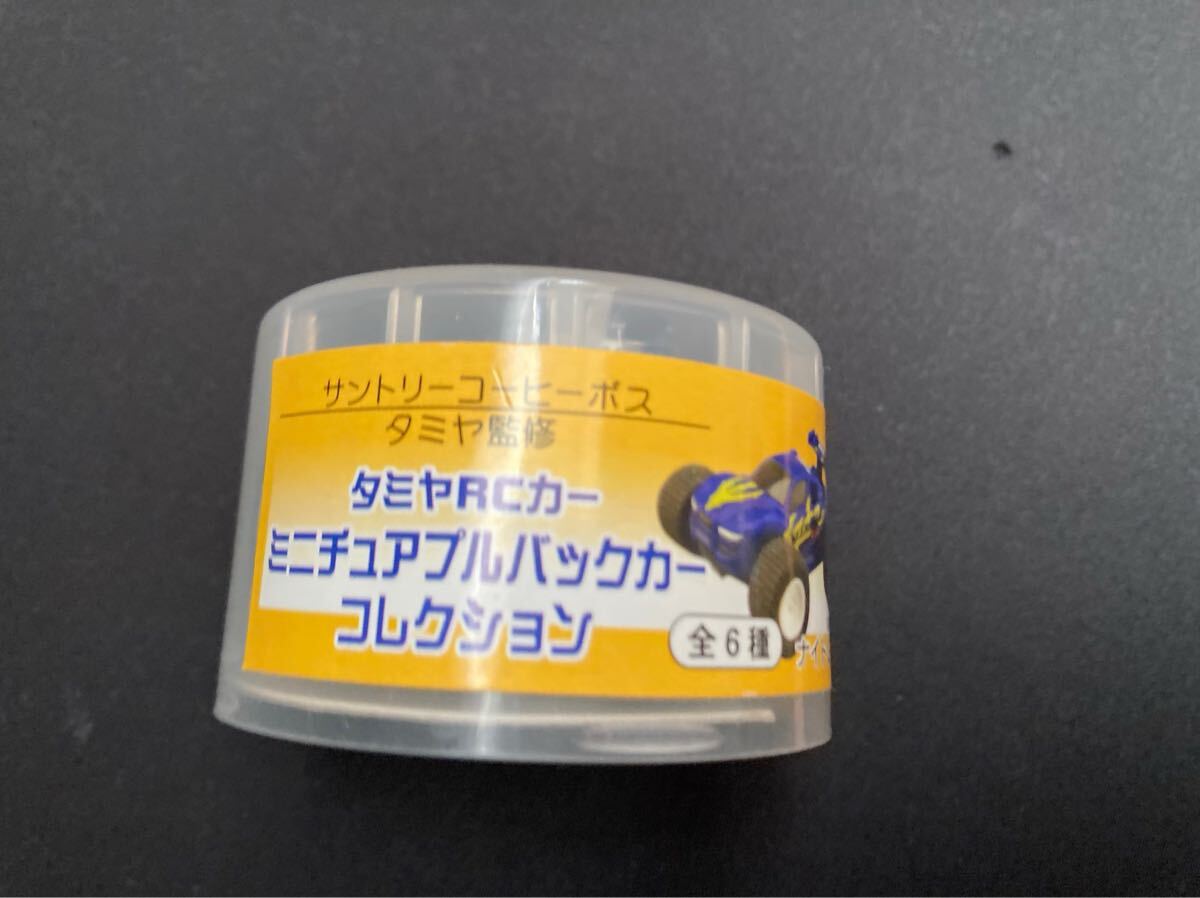 サントリーコーヒーボス
タミヤ監修
タミヤRCカー
ミニチュアプルバックカー
コレクション
全6種